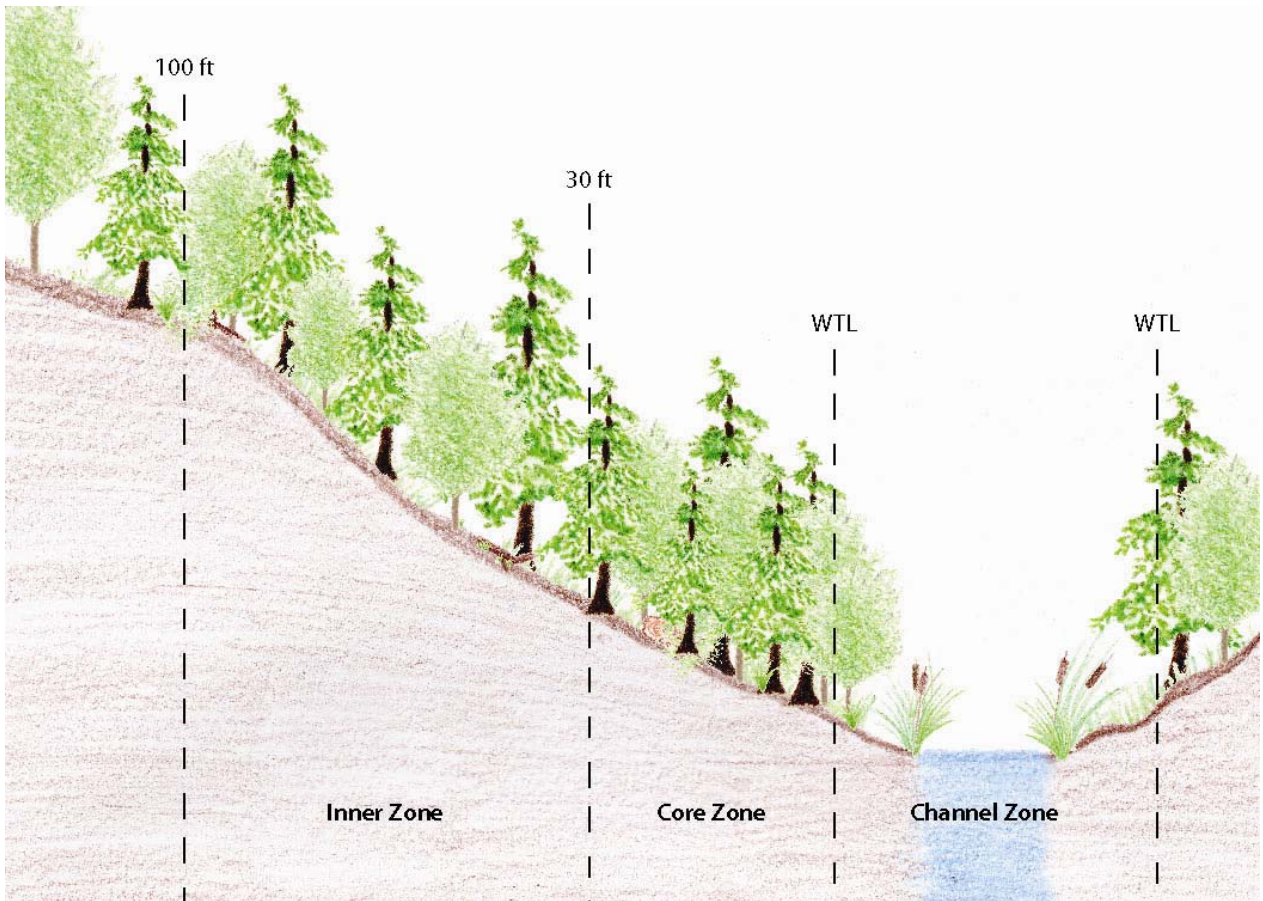 100 ft
30 ft
WTL
WTL
Inner Zone
Core Zone
Channel Zone